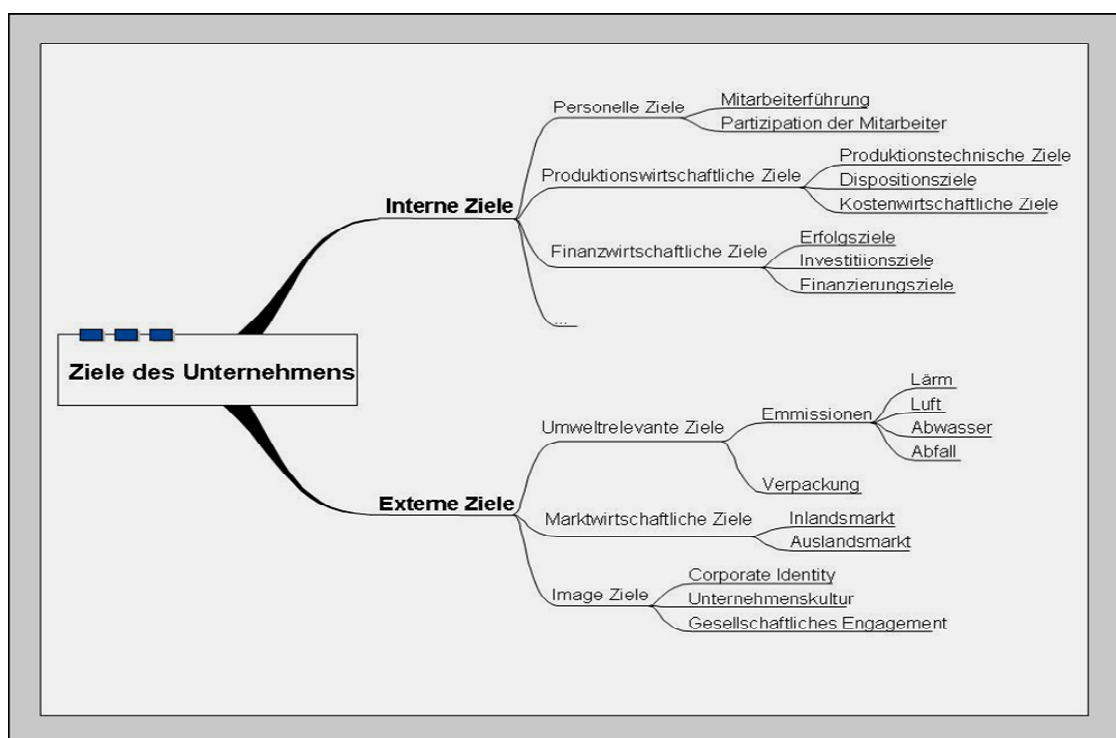 Ziele des Unternehmens
Interne Ziele
Personelle Ziele
Mitarbeiterführung
Partizipation der Mitarbeiter
Produktionswirtschaftliche Ziele
Produktionstechnische Ziele
Dispositionsziele
Kostenwirtschaftliche Ziele
Finanzwirtschaftliche Ziele
Erfolgsziele
Investitiionsziele
Finanzierungsziele
...
Externe Ziele
Umweltrelevante Ziele
Emmissionen
Lärm
Luft
Abwasser
Abfall
Verpackung
Marktwirtschaftliche Ziele
Inlandsmarkt
Auslandsmarkt
Image Ziele
Corporate Identity
Unternehmenskultur
Gesellschaftliches Engagement